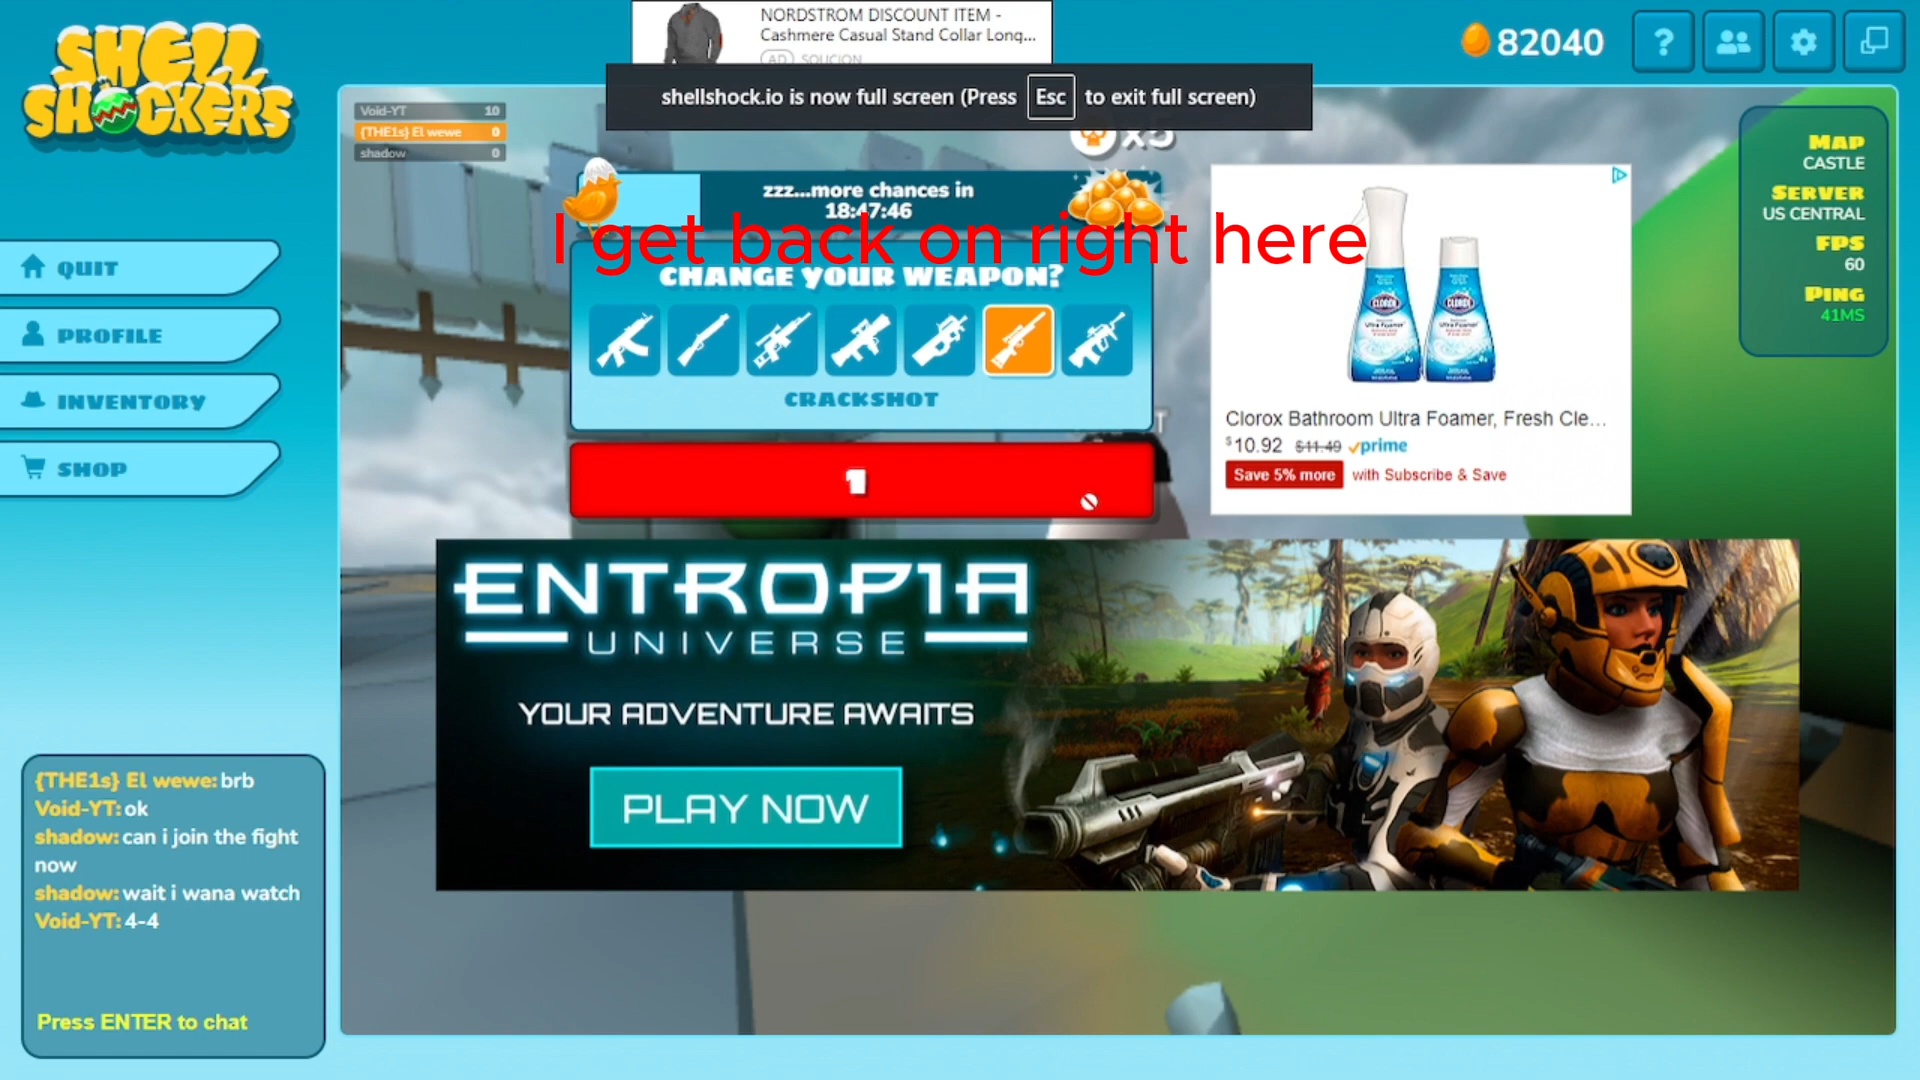 SHELL
SHOCKERS
NORDSTROM DISCOUNT ITEM -
Cashmere Casual Stand Collar Long...
AD SOUCION
shellshock.io is now full screen (Press Esc to exit full screen)
82040
?
Void-YT 10
{THE1s} El wewe 0
shadow 0
x5
zzz...more chances in
18:47:46
I get back on right here
CHANGE YOUR WEAPON?
CRACKSHOT
1
QUIT
PROFILE
INVENTORY
SHOP
CLOROX
CLOROX
Clorox Bathroom Ultra Foamer, Fresh Cle...
$10.92 $11.49 prime
Save 5% more with Subscribe & Save
MAP
CASTLE
SERVER
US CENTRAL
FPS
60
PING
41MS
ENTROPIA
UNIVERSE
YOUR ADVENTURE AWAITS
PLAY NOW
{THE1s} El wewe: brb
Void-YT: ok
shadow: can i join the fight
now
shadow: wait i wana watch
Void-YT: 4-4
Press ENTER to chat